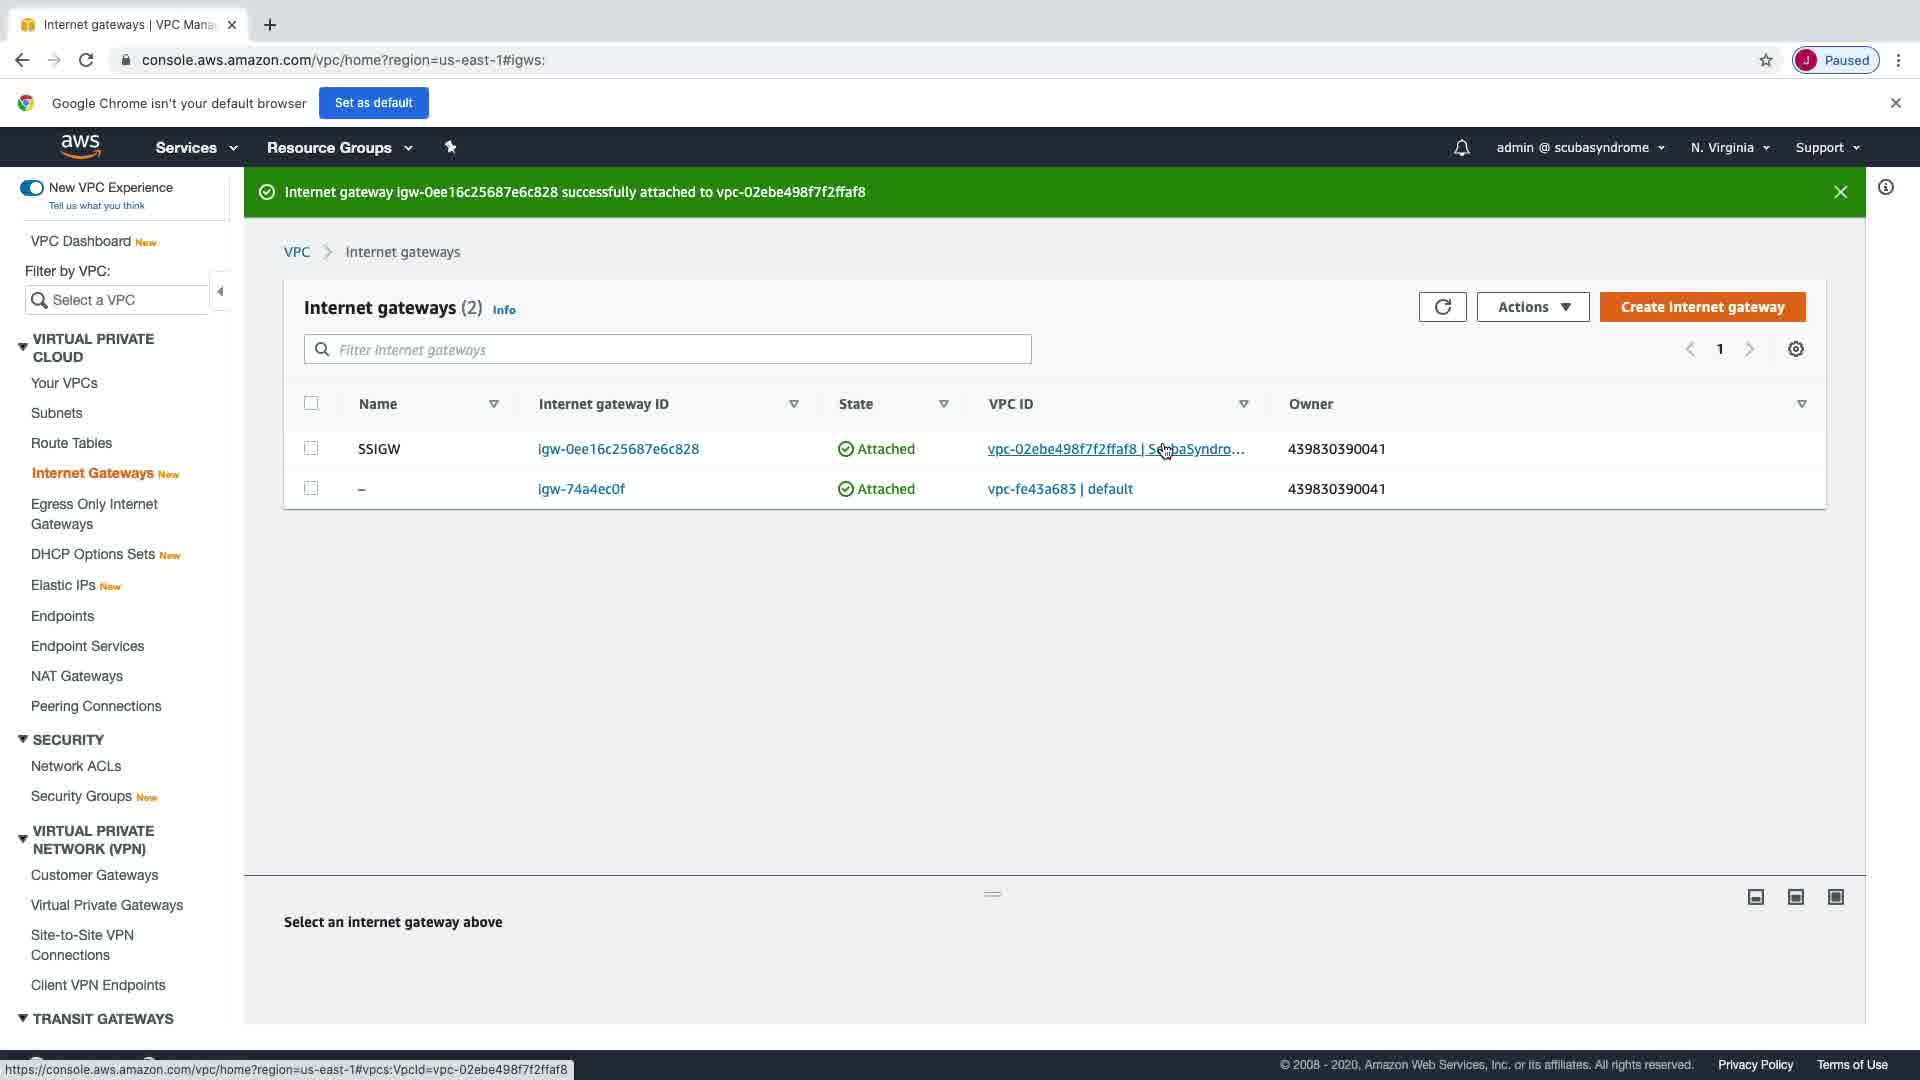 Internet gateways | VPC Mana
console.aws.amazon.com/vpc/home?region=us-east-1#igws:
J Paused
Google Chrome isn't your default browser
Set as default
aws
Services
Resource Groups
admin @ scubasyndrome
N. Virginia
Support
New VPC Experience
Tell us what you think
Internet gateway igw-0ee16c25687e6c828 successfully attached to vpc-02ebe498f7f2ffaf8
VPC Dashboard New
Filter by VPC:
Select a VPC
VIRTUAL PRIVATE
CLOUD
Your VPCs
Subnets
Route Tables
Internet Gateways New
Egress Only Internet
Gateways
DHCP Options Sets New
Elastic IPs New
Endpoints
Endpoint Services
NAT Gateways
Peering Connections
SECURITY
Network ACLs
Security Groups New
VIRTUAL PRIVATE
NETWORK (VPN)
Customer Gateways
Virtual Private Gateways
Site-to-Site VPN
Connections
Client VPN Endpoints
TRANSIT GATEWAYS
VPC > Internet gateways
Internet gateways (2) Info
Actions
Create internet gateway
Filter internet gateways
1
Name Internet gateway ID State VPC ID Owner
SSIGW igw-0ee16c25687e6c828 Attached vpc-02ebe498f7f2ffaf8 | ScubaSyndro... 439830390041
– igw-74a4ec0f Attached vpc-fe43a683 | default 439830390041
Select an internet gateway above
https://console.aws.amazon.com/vpc/home?region=us-east-1#vpcs:VpcId=vpc-02ebe498f7f2ffaf8
© 2008 - 2020, Amazon Web Services, Inc. or its affiliates. All rights reserved. Privacy Policy Terms of Use